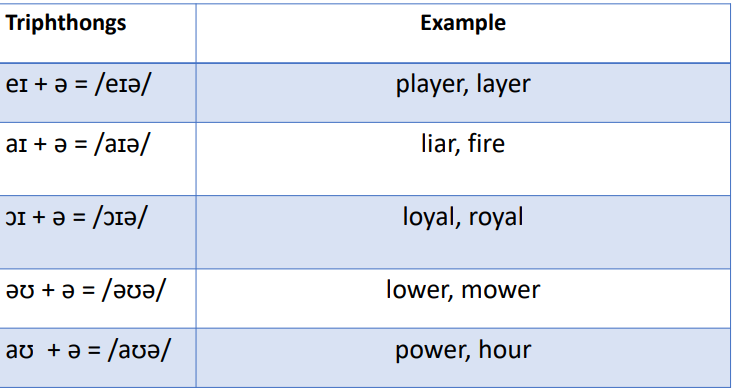 Triphthongs Example
eɪ + ə = /eɪə/ player, layer
aɪ + ə = /aɪə/ liar, fire
ɔɪ + ə = /ɔɪə/ loyal, royal
əʊ + ə = /əʊə/ lower, mower
aʊ + ə = /aʊə/ power, hour